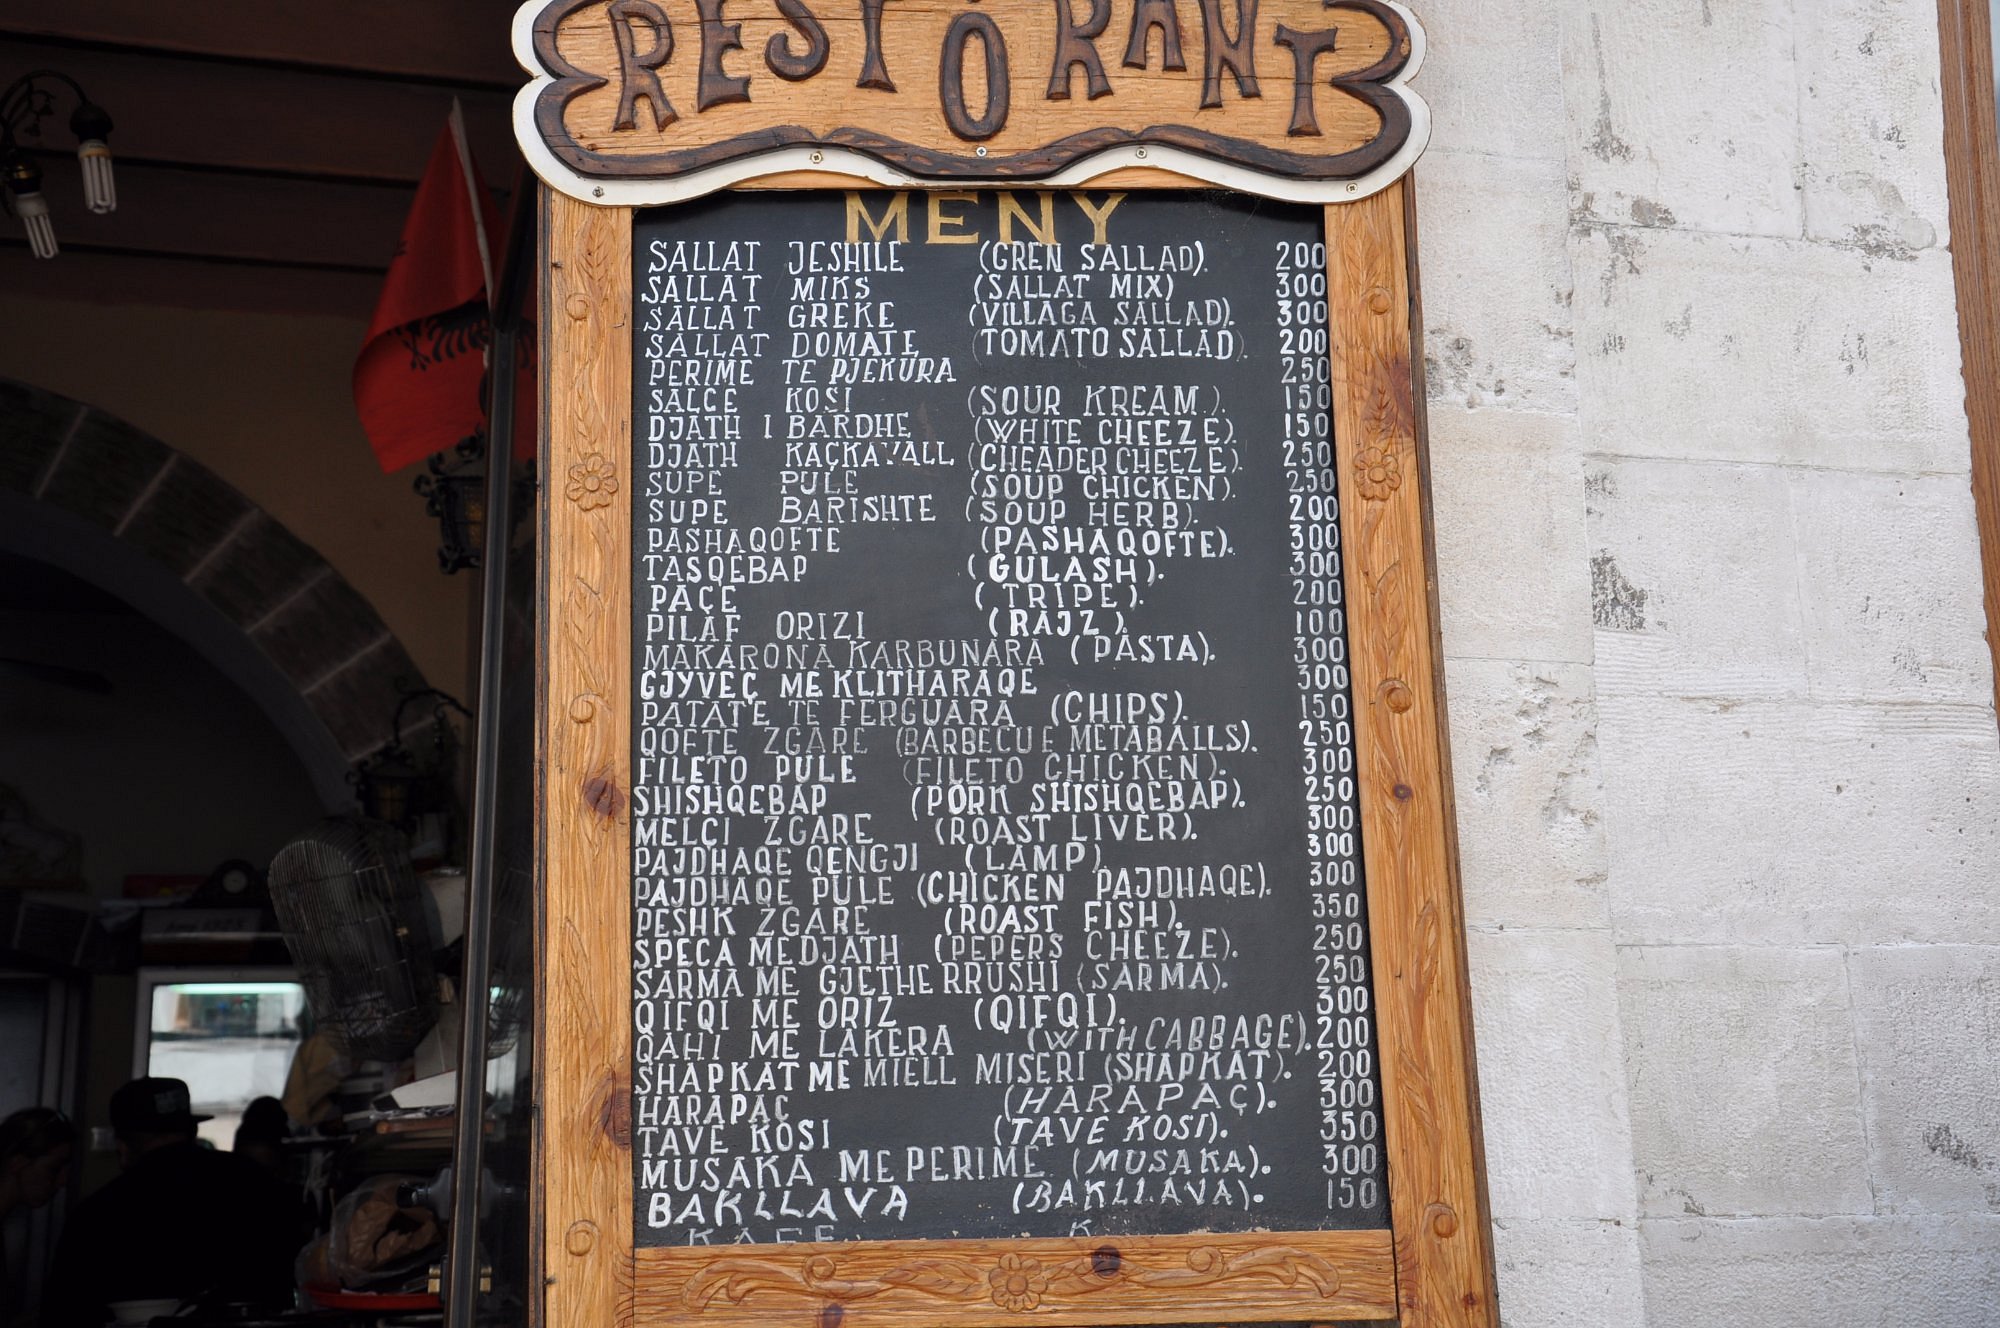 RESTORANT
MENY
SALLAT JESHILE (GREN SALLAD). 200
SALLAT MIKS (SALLAT MIX) 300
SALLAT GREKE (VILLAGA SALLAD). 300
SALLAT DOMATE (TOMATO SALLAD). 200
PERIME TE PJEKURA 250
SALCE KOSI (SOUR KREAM.). 150
DJATH I BARDHE (WHITE CHEEZE). 150
DJATH KAÇKAVALL (CHEADER CHEEZE). 250
SUPE PULE (SOUP CHICKEN). 250
SUPE BARISHTE (SOUP HERB). 200
PASHAQOFTE (PASHAQOFTE). 300
TASQEBAP (GULASH). 300
PAÇE (TRIPE). 200
PILAF ORIZI (RAJZ). 100
MAKARONA KARBUNARA (PASTA). 300
GJYVEÇ ME KLITHARAQE 300
PATATE TE FERGUARA (CHIPS). 150
QOFTE ZGARE (BARBECUE METABALLS). 250
FILETO PULE (FILETO CHICKEN). 300
SHISHQEBAP (PORK SHISHQEBAP). 250
MELÇI ZGARE (ROAST LIVER). 300
PAJDHAQE QENGJI (LAMP). 300
PAJDHAQE PULE (CHICKEN PAJDHAQE). 300
PESHK ZGARE (ROAST FISH). 350
SPECA ME DJATH (PEPERS CHEEZE). 250
SARMA ME GJETHE RRUSHI (SARMA). 250
QIFQI ME ORIZ (QIFQI). 300
QAHI ME LAKERA (WITH CABBAGE). 200
SHAPKAT ME MIELL MISERI (SHAPKAT). 200
HARAPAÇ (HARAPAÇ). 300
TAVE KOSI (TAVE KOSI). 350
MUSAKA ME PERIME (MUSAKA). 300
BAKLLAVA (BAKLLAVA). 150
KAFE